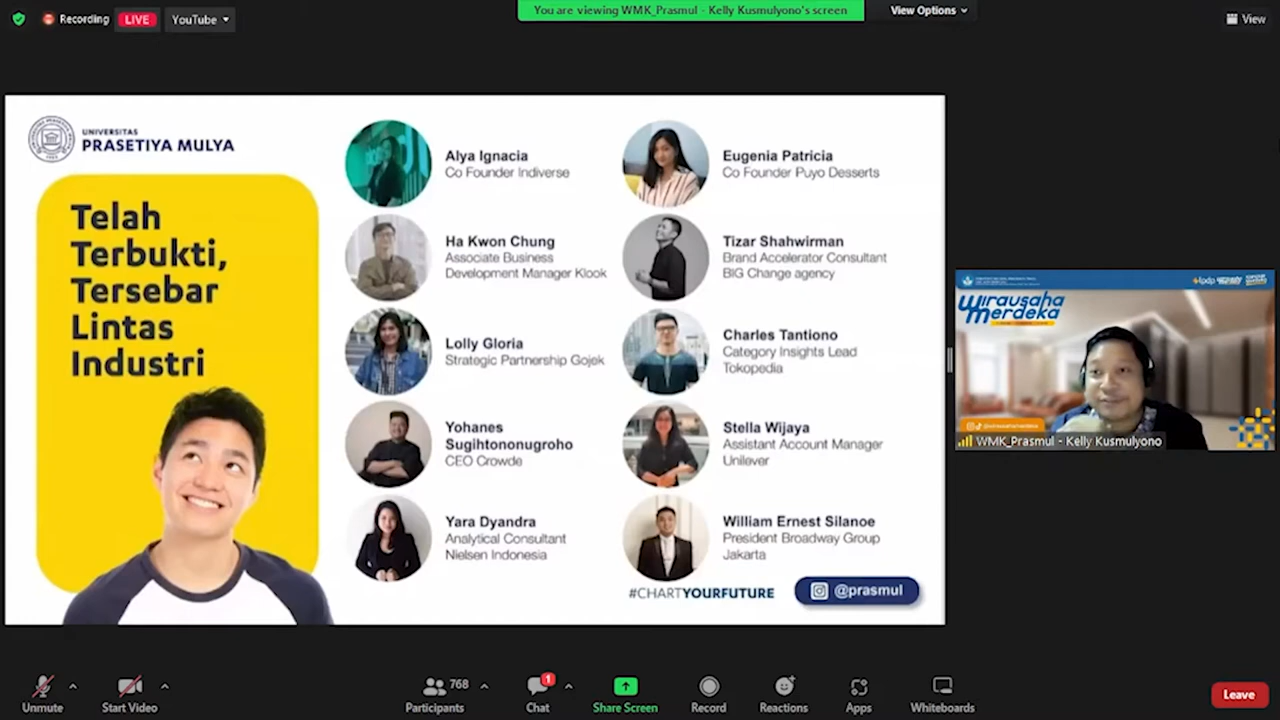 Recording
LIVE
YouTube
You are viewing WMK_Prasmul - Kelly Kusmulyono's screen
View Options
View
UNIVERSITAS
PRASETIYA MULYA
Telah
Terbukti,
Tersebar
Lintas
Industri
Alya Ignacia
Co Founder Indiverse
Ha Kwon Chung
Associate Business
Development Manager Klook
Lolly Gloria
Strategic Partnership Gojek
Yohanes
Sugihtononugroho
CEO Crowde
Yara Dyandra
Analytical Consultant
Nielsen Indonesia
Eugenia Patricia
Co Founder Puyo Desserts
Tizar Shahwirman
Brand Accelerator Consultant
BIG Change agency
Charles Tantiono
Category Insights Lead
Tokopedia
Stella Wijaya
Assistant Account Manager
Unilever
William Ernest Silanoe
President Broadway Group
Jakarta
#CHARTYOURFUTURE
@prasmul
lpdp
Wirausaha
Merdeka
WMK_Prasmul - Kelly Kusmulyono
Unmute
Start Video
768
Participants
1
Chat
Share Screen
Record
Reactions
Apps
Whiteboards
Leave